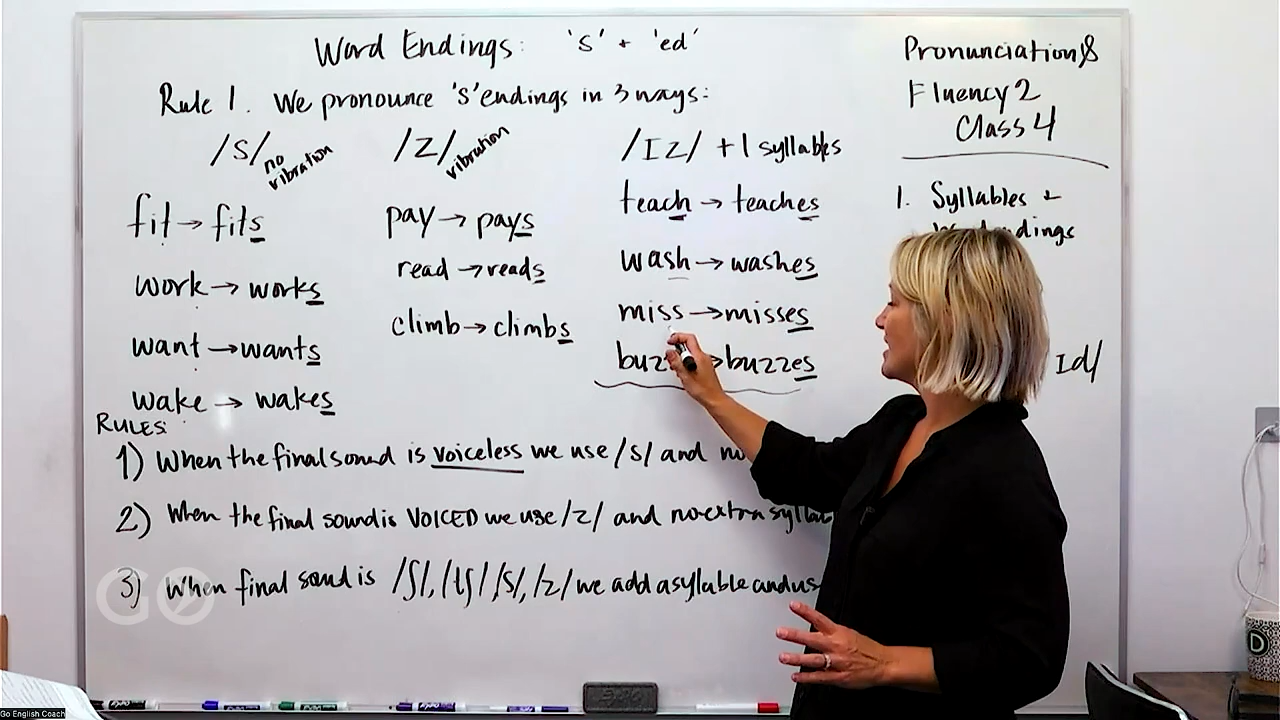 Word Endings: 's' + 'ed'
Rule 1. We pronounce 's' endings in 3 ways:
/S/ no vibration
/Z/ vibration
/IZ/ +1 syllables
fit → fits
work → works
want → wants
wake → wakes
pay → pays
read → reads
climb → climbs
teach → teaches
wash → washes
miss → misses
buzzes
RULES:
1) When the final sound is voiceless we use /s/ and no
2) When the final sound is VOICED we use /z/ and no extra
3) When final sound is /ʃ/, /tʃ/ /s/, /z/ we add a syllable and us
Pronunciation &
Fluency 2
Class 4
1. Syllables +
Id/
GO
D
Go English Coach